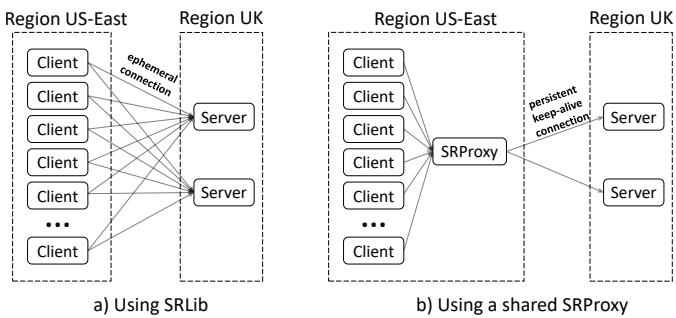 Region US-East
Region UK
Client
Client
Client
Client
Client
...
Client
ephemeral
connection
Server
Server
a) Using SRLib
Region US-East
Region UK
Client
Client
Client
Client
Client
...
Client
SRProxy
persistent
keep-alive
connection
Server
Server
b) Using a shared SRProxy